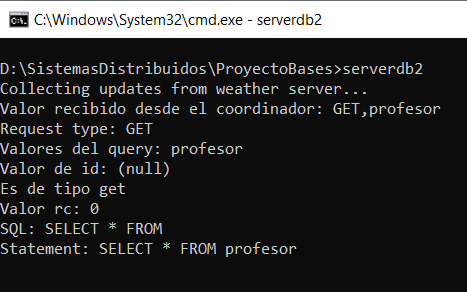 C:\Windows\System32\cmd.exe - serverdb2
D:\SistemasDistribuidos\ProyectoBases>serverdb2
Collecting updates from weather server...
Valor recibido desde el coordinador: GET,profesor
Request type: GET
Valores del query: profesor
Valor de id: (null)
Es de tipo get
Valor rc: 0
SQL: SELECT * FROM
Statement: SELECT * FROM profesor